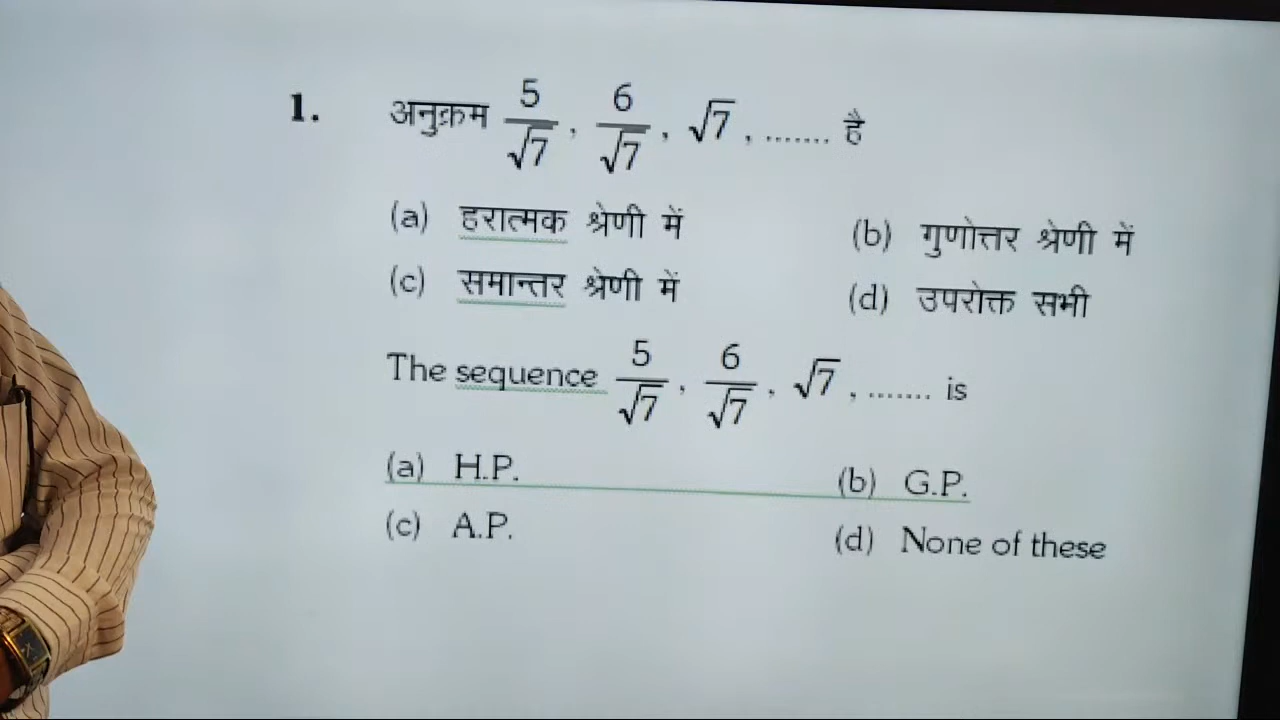 1. अनुक्रम 5/√7, 6/√7, √7, ....... है
(a) हरात्मक श्रेणी में (b) गुणोत्तर श्रेणी में
(c) समान्तर श्रेणी में (d) उपरोक्त सभी
The sequence 5/√7, 6/√7, √7, ....... is
(a) H.P. (b) G.P.
(c) A.P. (d) None of these